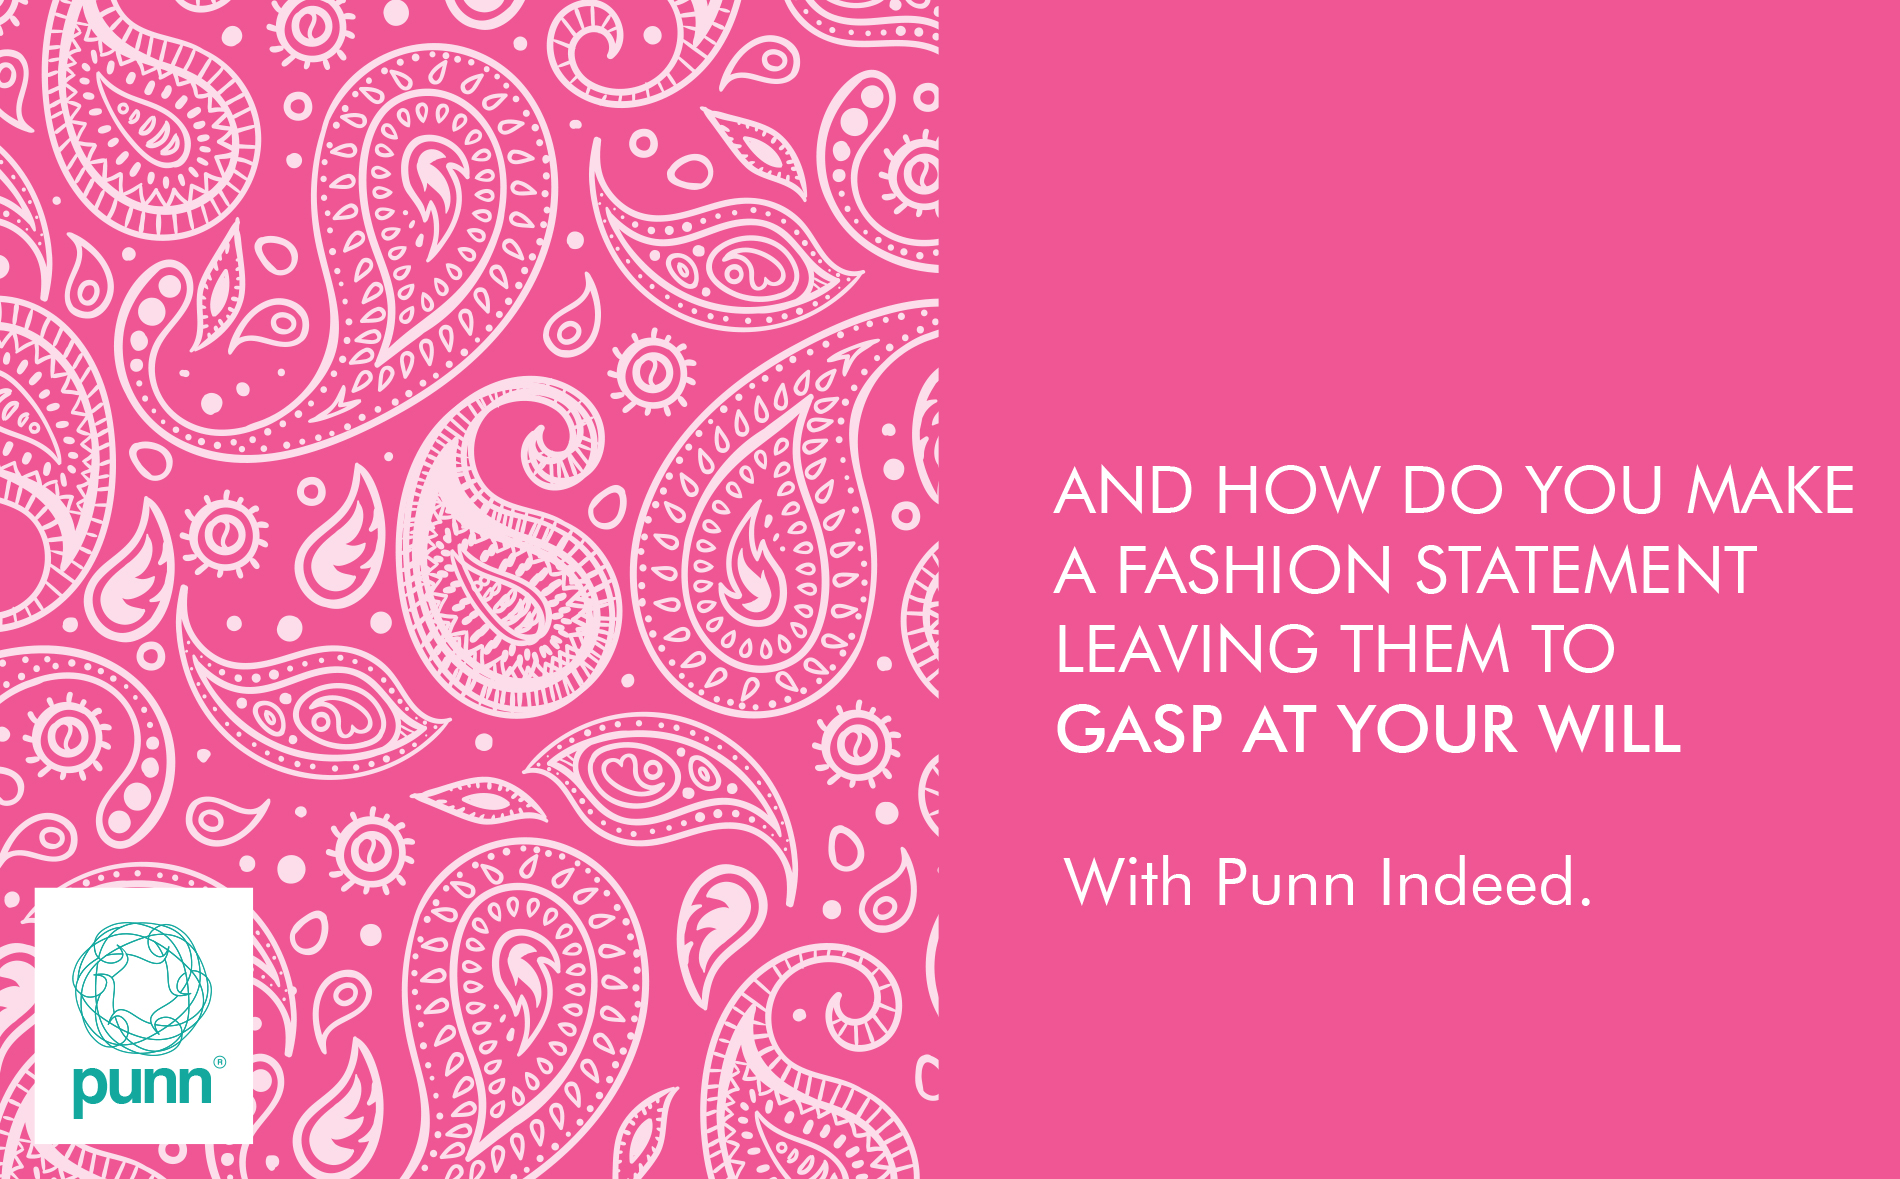 AND HOW DO YOU MAKE
A FASHION STATEMENT
LEAVING THEM TO
GASP AT YOUR WILL
With Punn Indeed.
punn®